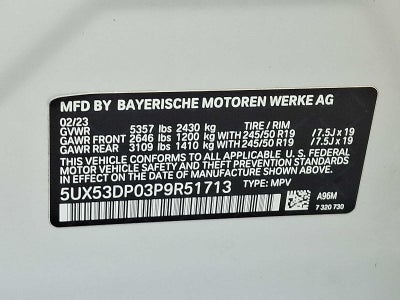 MFD BY BAYERISCHE MOTOREN WERKE AG
02/23 TIRE / RIM
GVWR 5357 lbs 2430 kg
GAWR FRONT 2646 lbs 1200 kg WITH 245/50 R19 / 7.5J x 19
GAWR REAR 3109 lbs 1410 kg WITH 245/50 R19 / 7.5J x 19
THIS VEHICLE CONFORMS TO ALL APPLICABLE U.S. FEDERAL
MOTOR VEHICLE SAFETY, BUMPER, AND THEFT PREVENTION
STANDARDS IN EFFECT ON THE DATE OF MANUFACTURE SHOWN ABOVE.
5UX53DP03P9R51713 TYPE: MPV
A96M
7 320 730